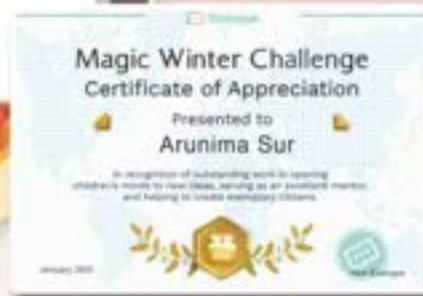 Magic Winter Challenge
Certificate of Appreciation
Presented to
Arunima Sur
In recognition of outstanding work in opening
children's minds to new ideas, serving as an excellent mentor,
and helping to create exemplary citizens.